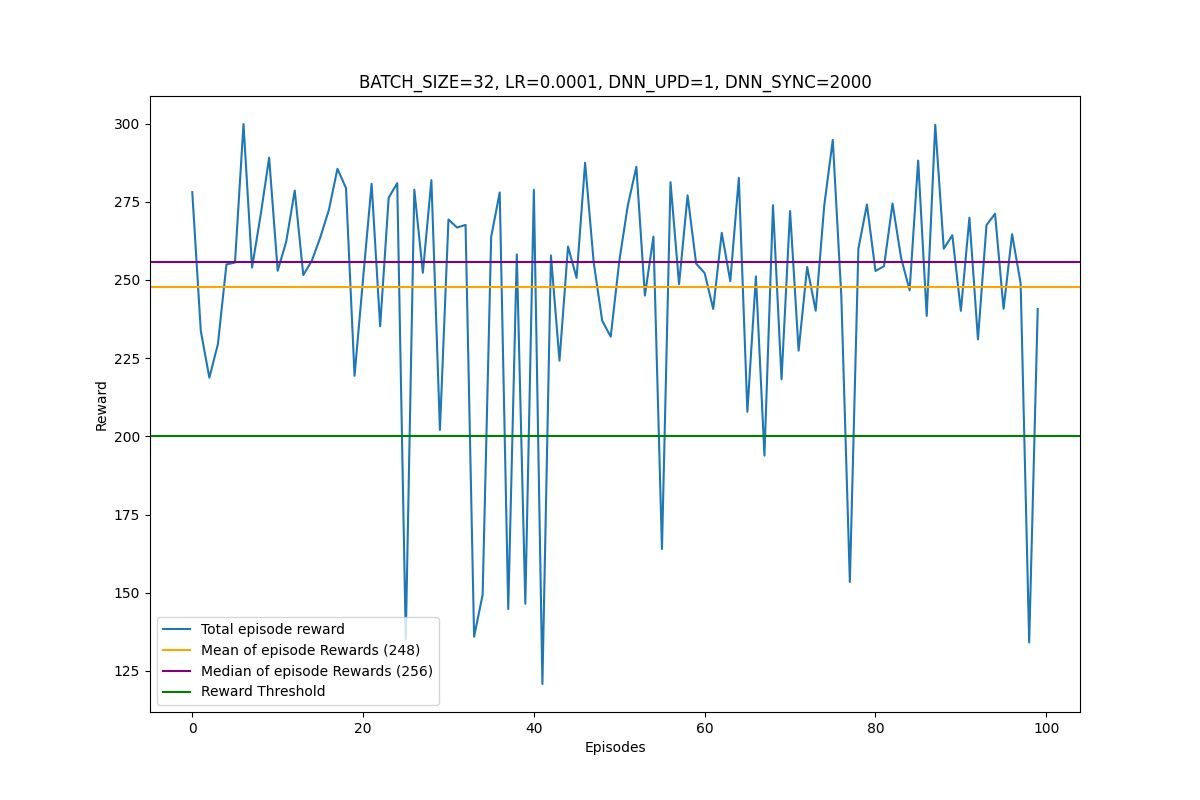 BATCH_SIZE=32, LR=0.0001, DNN_UPD=1, DNN_SYNC=2000
300
275
250
225
200
175
150
125
Reward
Total episode reward
Mean of episode Rewards (248)
Median of episode Rewards (256)
Reward Threshold
0
20
40
60
80
100
Episodes